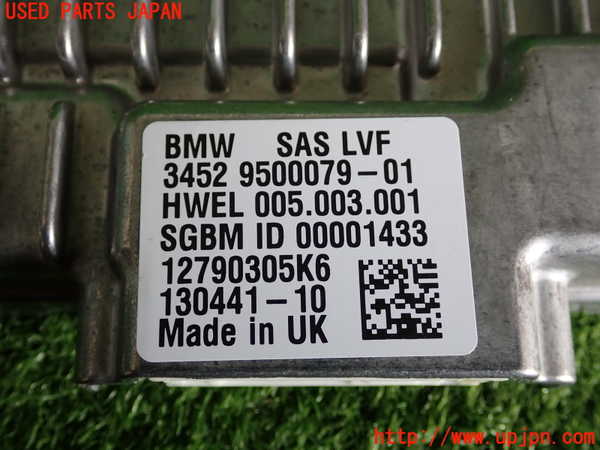 USED PARTS JAPAN
BMW SAS LVF
3452 9500079-01
HWEL 005.003.001
SGBM ID 00001433
12790305K6
130441-10
Made in UK
http://www.upjpn.com